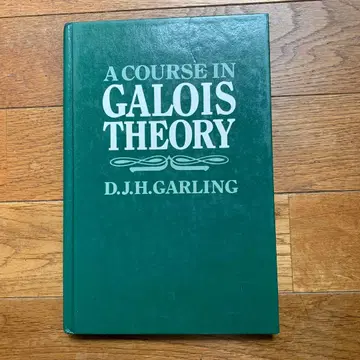 A COURSE IN
GALOIS
THEORY
D.J.H.GARLING